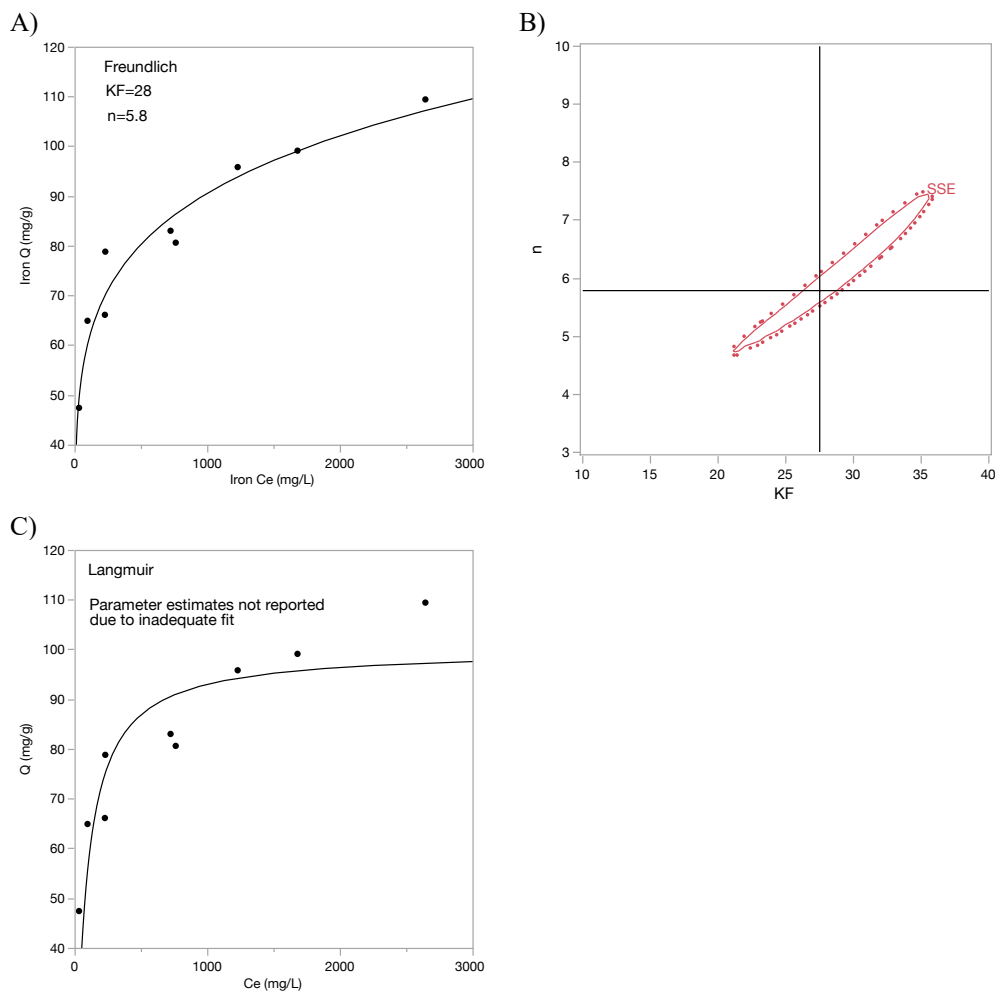 A)
Freundlich
KF=28
n=5.8
Iron Q (mg/g)
120
110
100
90
80
70
60
50
40
0
1000
2000
3000
Iron Ce (mg/L)
B)
10
9
8
7
6
5
4
3
n
SSE
10
15
20
25
30
35
40
KF
C)
Langmuir
Parameter estimates not reported
due to inadequate fit
Q (mg/g)
120
110
100
90
80
70
60
50
40
0
1000
2000
3000
Ce (mg/L)